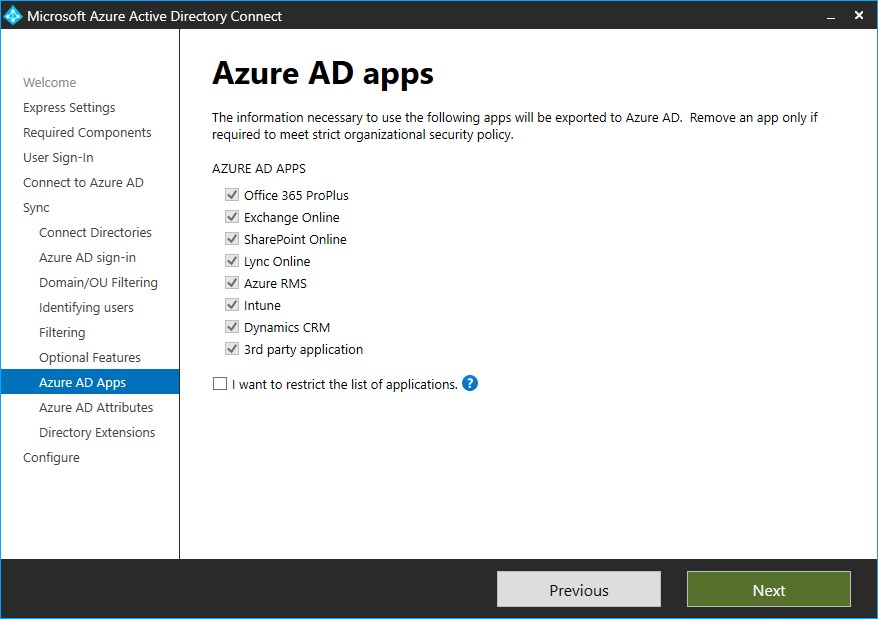 Microsoft Azure Active Directory Connect
Welcome
Express Settings
Required Components
User Sign-In
Connect to Azure AD
Sync
Connect Directories
Azure AD sign-in
Domain/OU Filtering
Identifying users
Filtering
Optional Features
Azure AD Apps
Azure AD Attributes
Directory Extensions
Configure
Azure AD apps
The information necessary to use the following apps will be exported to Azure AD.  Remove an app only if
required to meet strict organizational security policy.
AZURE AD APPS
Office 365 ProPlus
Exchange Online
SharePoint Online
Lync Online
Azure RMS
Intune
Dynamics CRM
3rd party application
I want to restrict the list of applications. ?
Previous
Next